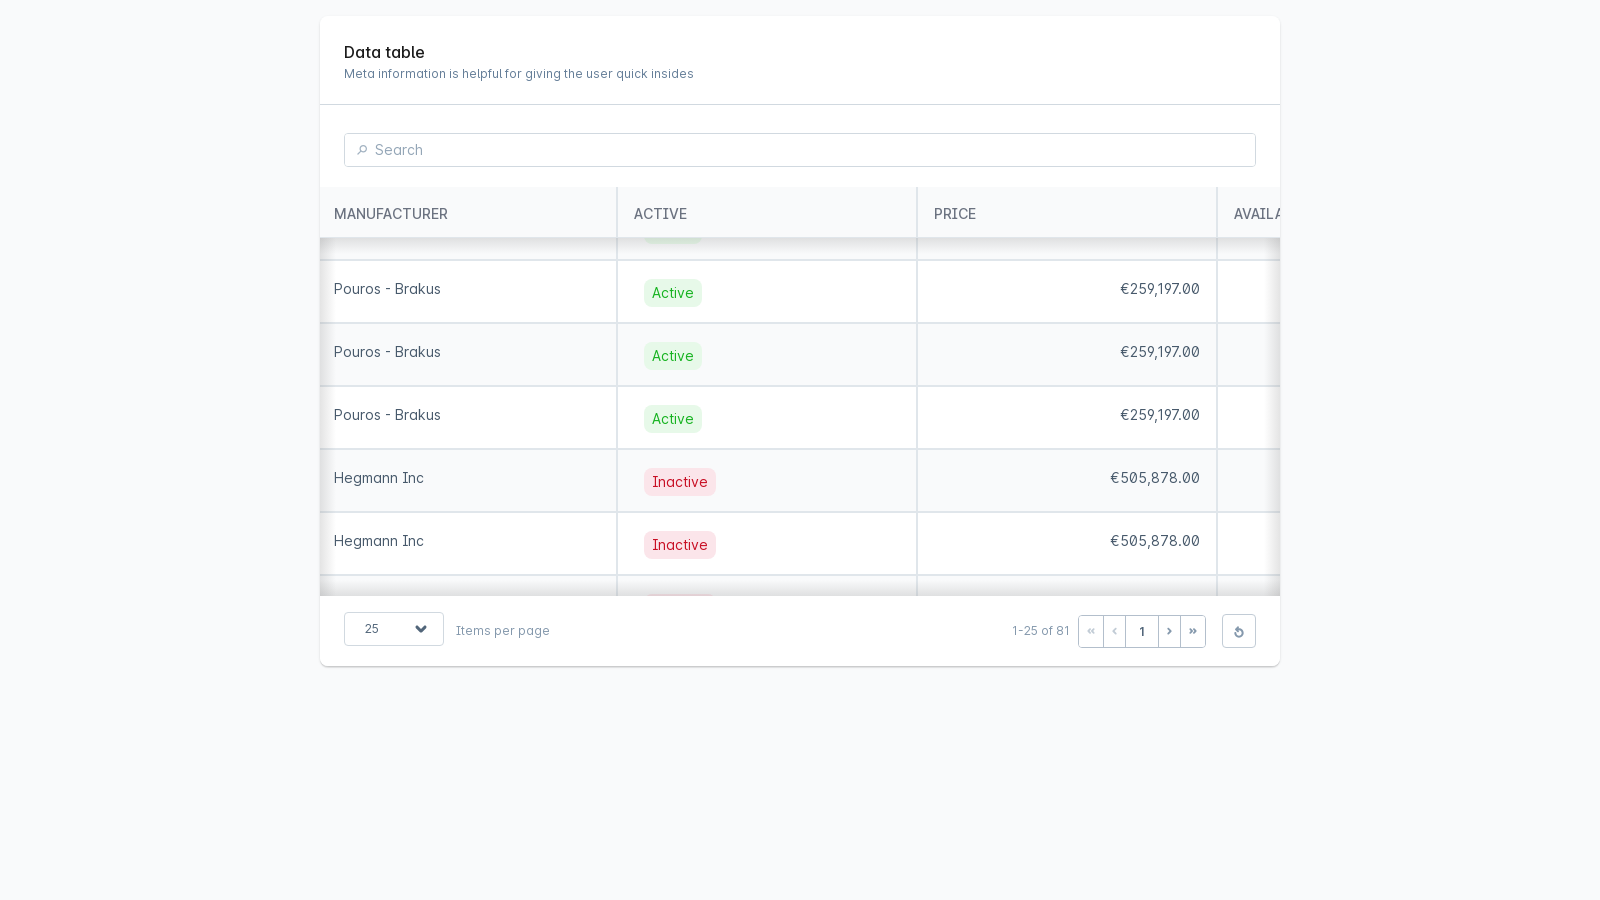 Data table
Meta information is helpful for giving the user quick insides
Search
MANUFACTURER ACTIVE PRICE AVAILA
Pouros - Brakus Active €259,197.00
Pouros - Brakus Active €259,197.00
Pouros - Brakus Active €259,197.00
Hegmann Inc Inactive €505,878.00
Hegmann Inc Inactive €505,878.00
25 Items per page 1-25 of 81 « ‹ 1 › »